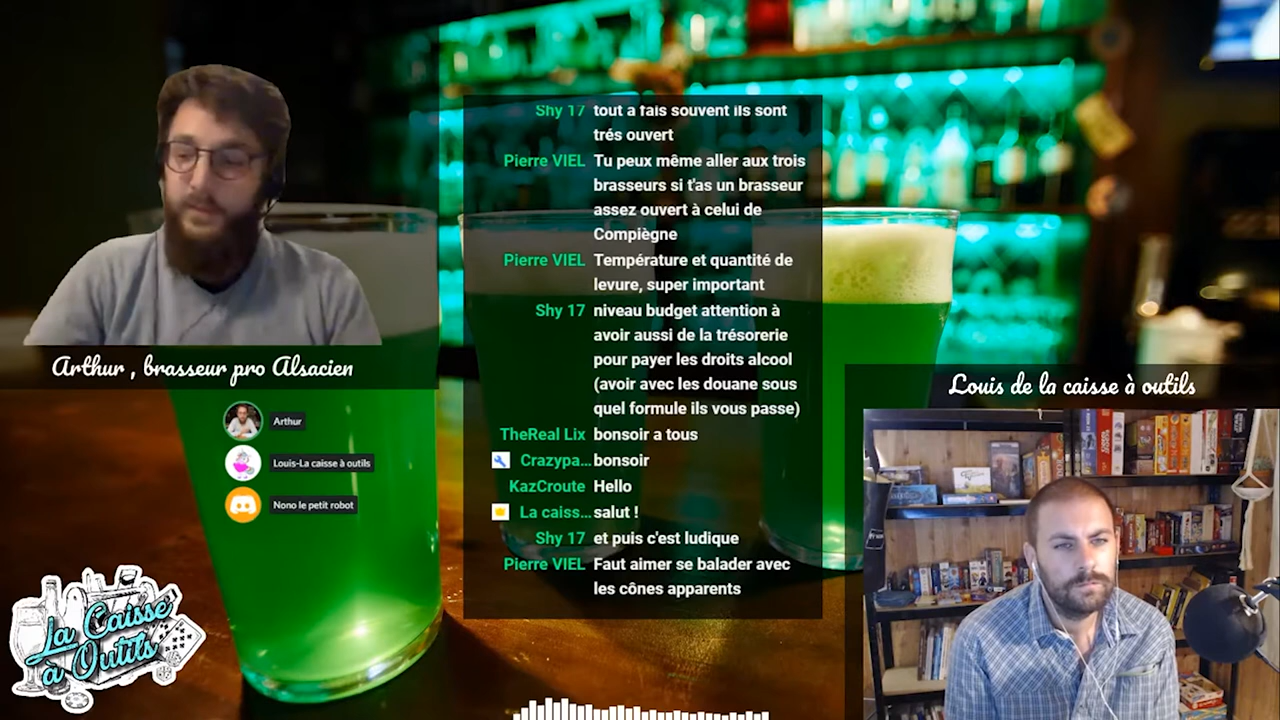 Shy 17 tout a fais souvent ils sont
trés ouvert
Pierre VIEL Tu peux même aller aux trois
brasseurs si t'as un brasseur
assez ouvert à celui de
Compiègne
Pierre VIEL Température et quantité de
levure, super important
Shy 17 niveau budget attention à
avoir aussi de la trésorerie
pour payer les droits alcool
(avoir avec les douane sous
quel formule ils vous passe)
TheReal Lix bonsoir a tous
Crazypa... bonsoir
KazCroute Hello
La caiss... salut !
Shy 17 et puis c'est ludique
Pierre VIEL Faut aimer se balader avec
les cônes apparents
Arthur , brasseur pro Alsacien
Arthur
Louis-La caisse à outils
Nono le petit robot
Louis de la caisse à outils
La Caisse
à Outils